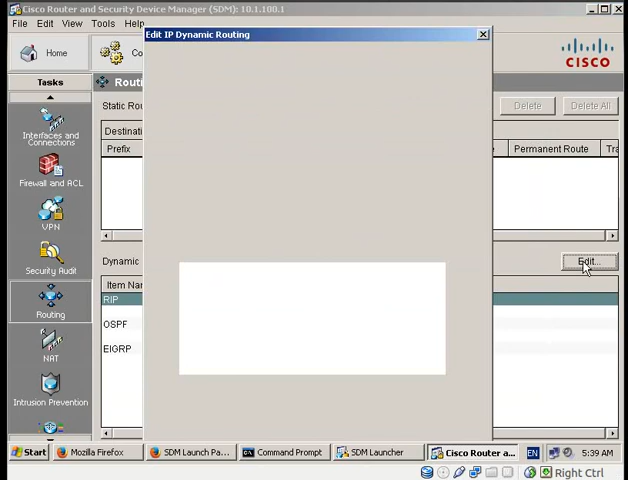 Cisco Router and Security Device Manager (SDM): 10.1.100.1
File Edit View Tools Help
Edit IP Dynamic Routing
Home
CISCO
Tasks
Static Rou
Delete
Delete All
Destinati
Prefix
Permanent Route
Tra
Interfaces and
Connections
Firewall and ACL
VPN
Security Audit
Dynamic
Edit...
Item Na
RIP
Routing
OSPF
EIGRP
NAT
Intrusion Prevention
Start
Mozilla Firefox
SDM Launch Pa...
Command Prompt
SDM Launcher
Cisco Router a...
EN
5:39 AM
Right Ctrl